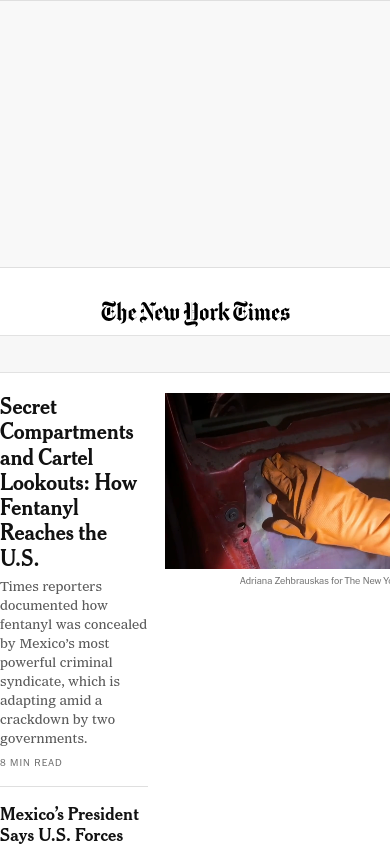 The New York Times
Secret
Compartments
and Cartel
Lookouts: How
Fentanyl
Reaches the
U.S.
Times reporters
documented how
fentanyl was concealed
by Mexico's most
powerful criminal
syndicate, which is
adapting amid a
crackdown by two
governments.
8 MIN READ
Adriana Zehbrauskas for The New Yo
Mexico's President
Says U.S. Forces